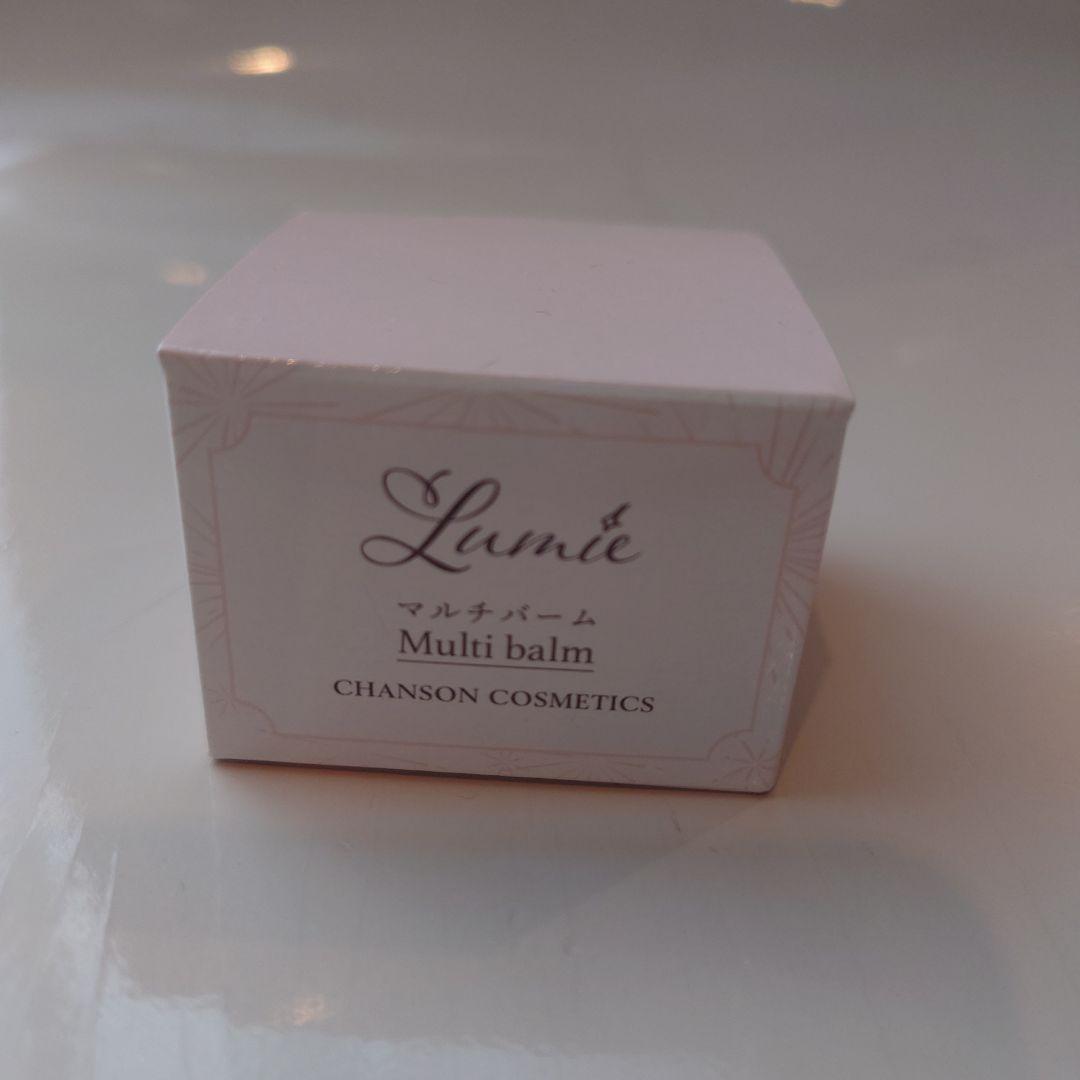 Lumie
マルチバーム
Multi balm
CHANSON COSMETICS